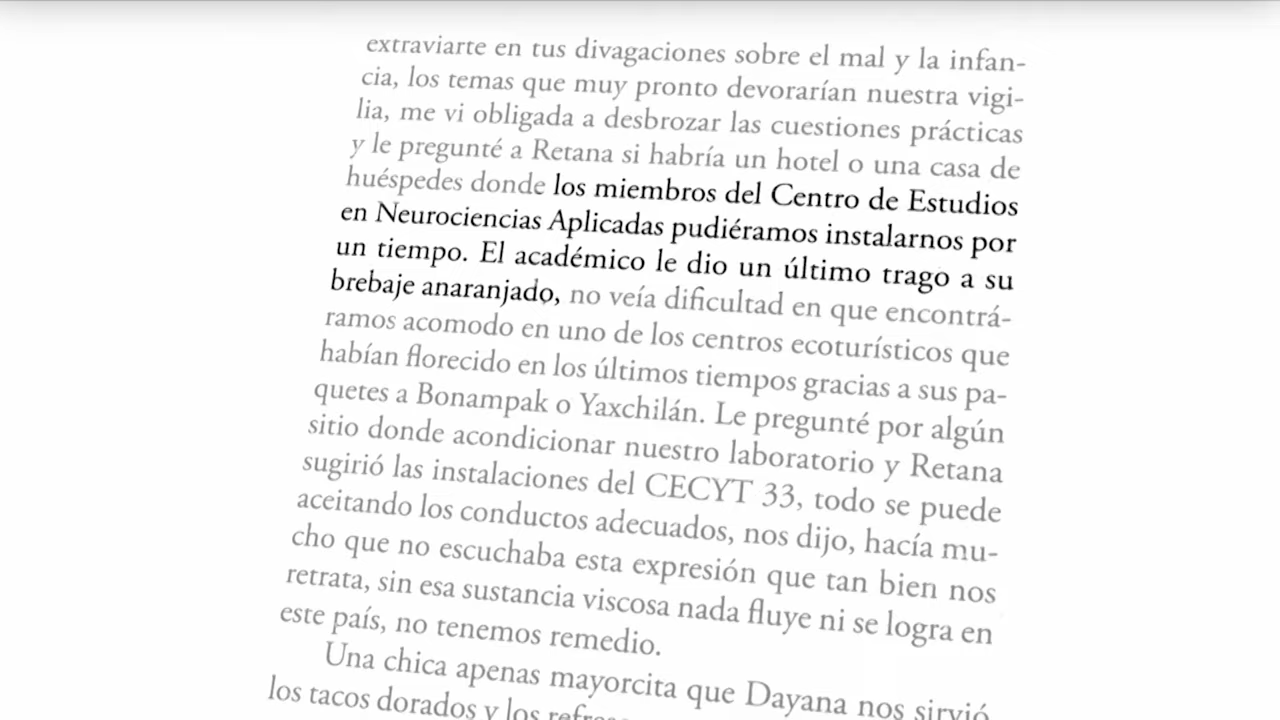 extraviarte en tus divagaciones sobre el mal y la infan-
cia, los temas que muy pronto devorarían nuestra vigi-
lia, me vi obligada a desbrozar las cuestiones prácticas
y le pregunté a Retana si habría un hotel o una casa de
huéspedes donde los miembros del Centro de Estudios
en Neurociencias Aplicadas pudiéramos instalarnos por
un tiempo. El académico le dio un último trago a su
brebaje anaranjado, no veía dificultad en que encontrá-
ramos acomodo en uno de los centros ecoturísticos que
habían florecido en los últimos tiempos gracias a sus pa-
quetes a Bonampak o Yaxchilán. Le pregunté por algún
sitio donde acondicionar nuestro laboratorio y Retana
sugirió las instalaciones del CECYT 33, todo se puede
aceitando los conductos adecuados, nos dijo, hacía mu-
cho que no escuchaba esta expresión que tan bien nos
retrata, sin esa sustancia viscosa nada fluye ni se logra en
este país, no tenemos remedio.
Una chica apenas mayorcita que Dayana nos sirvió
los tacos dorados y los